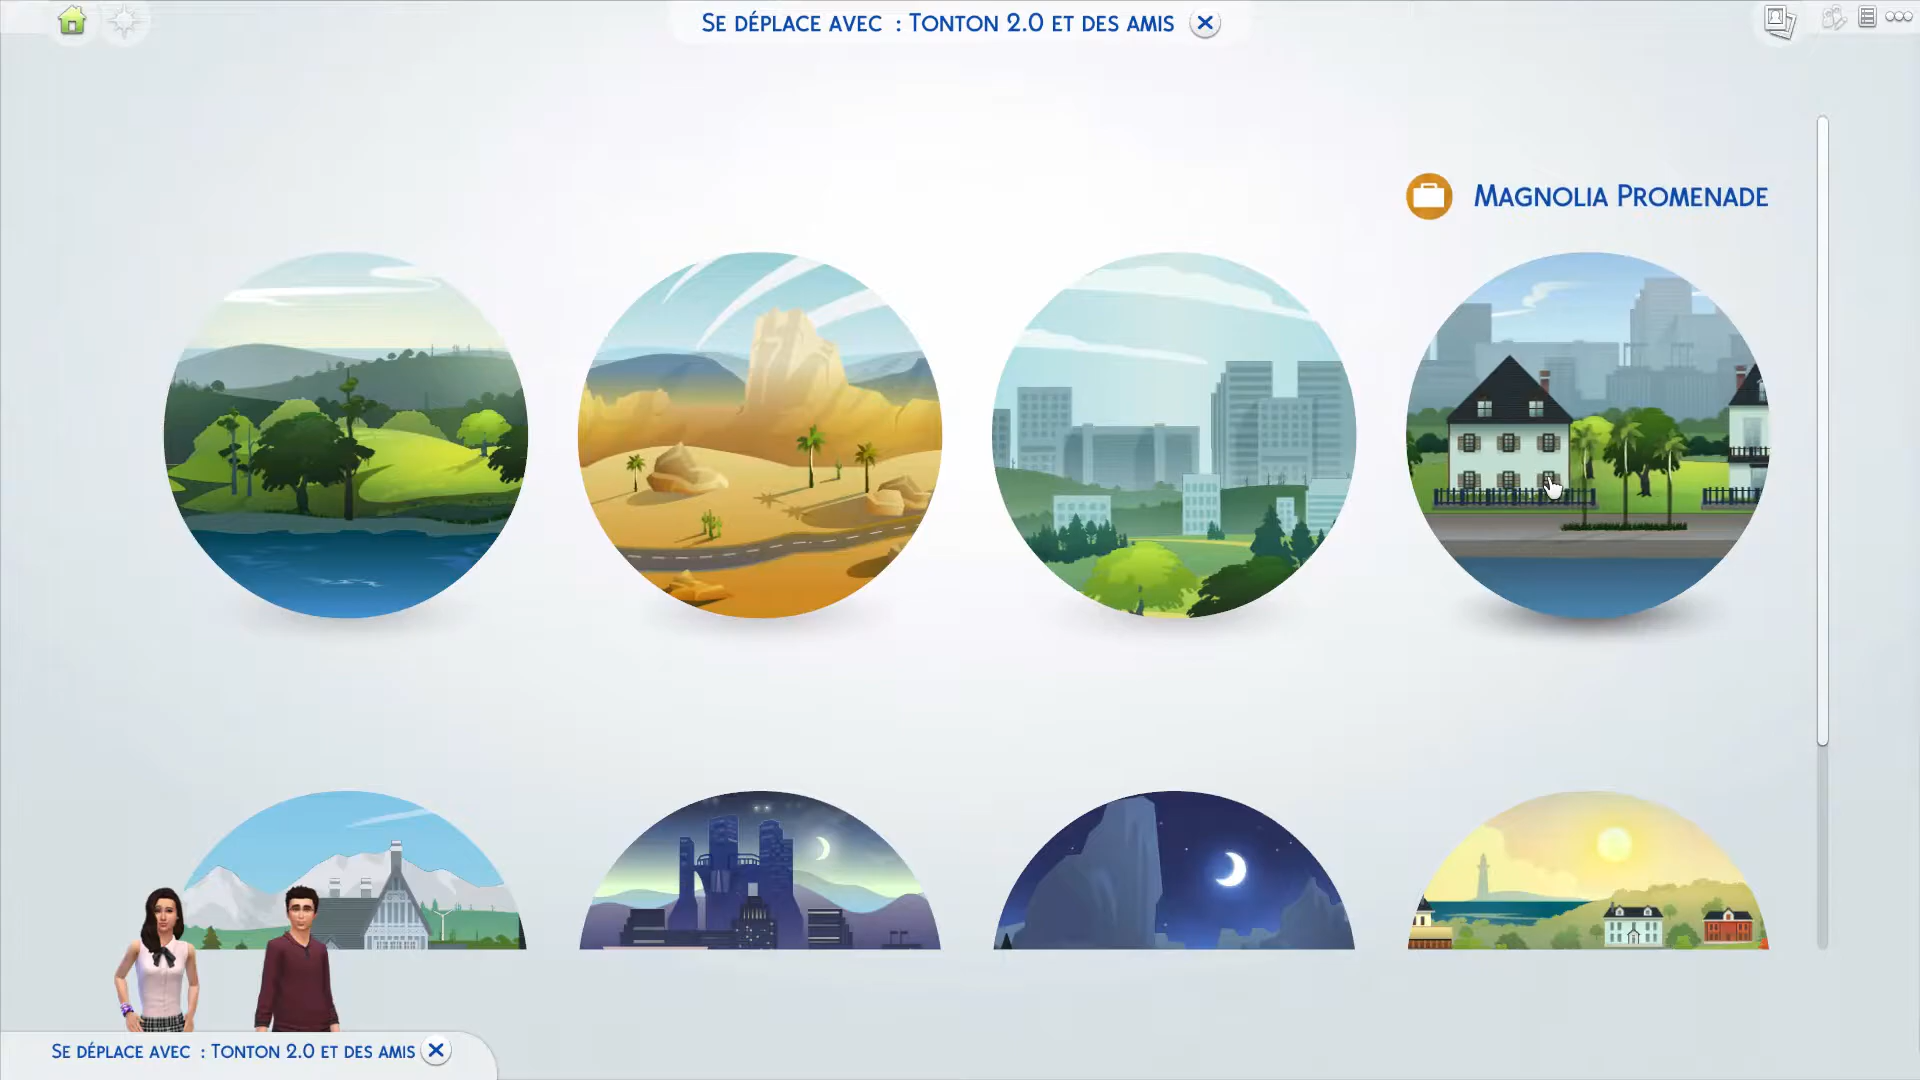 Se déplace avec : Tonton 2.0 et des amis
Magnolia Promenade
Se déplace avec : Tonton 2.0 et des amis